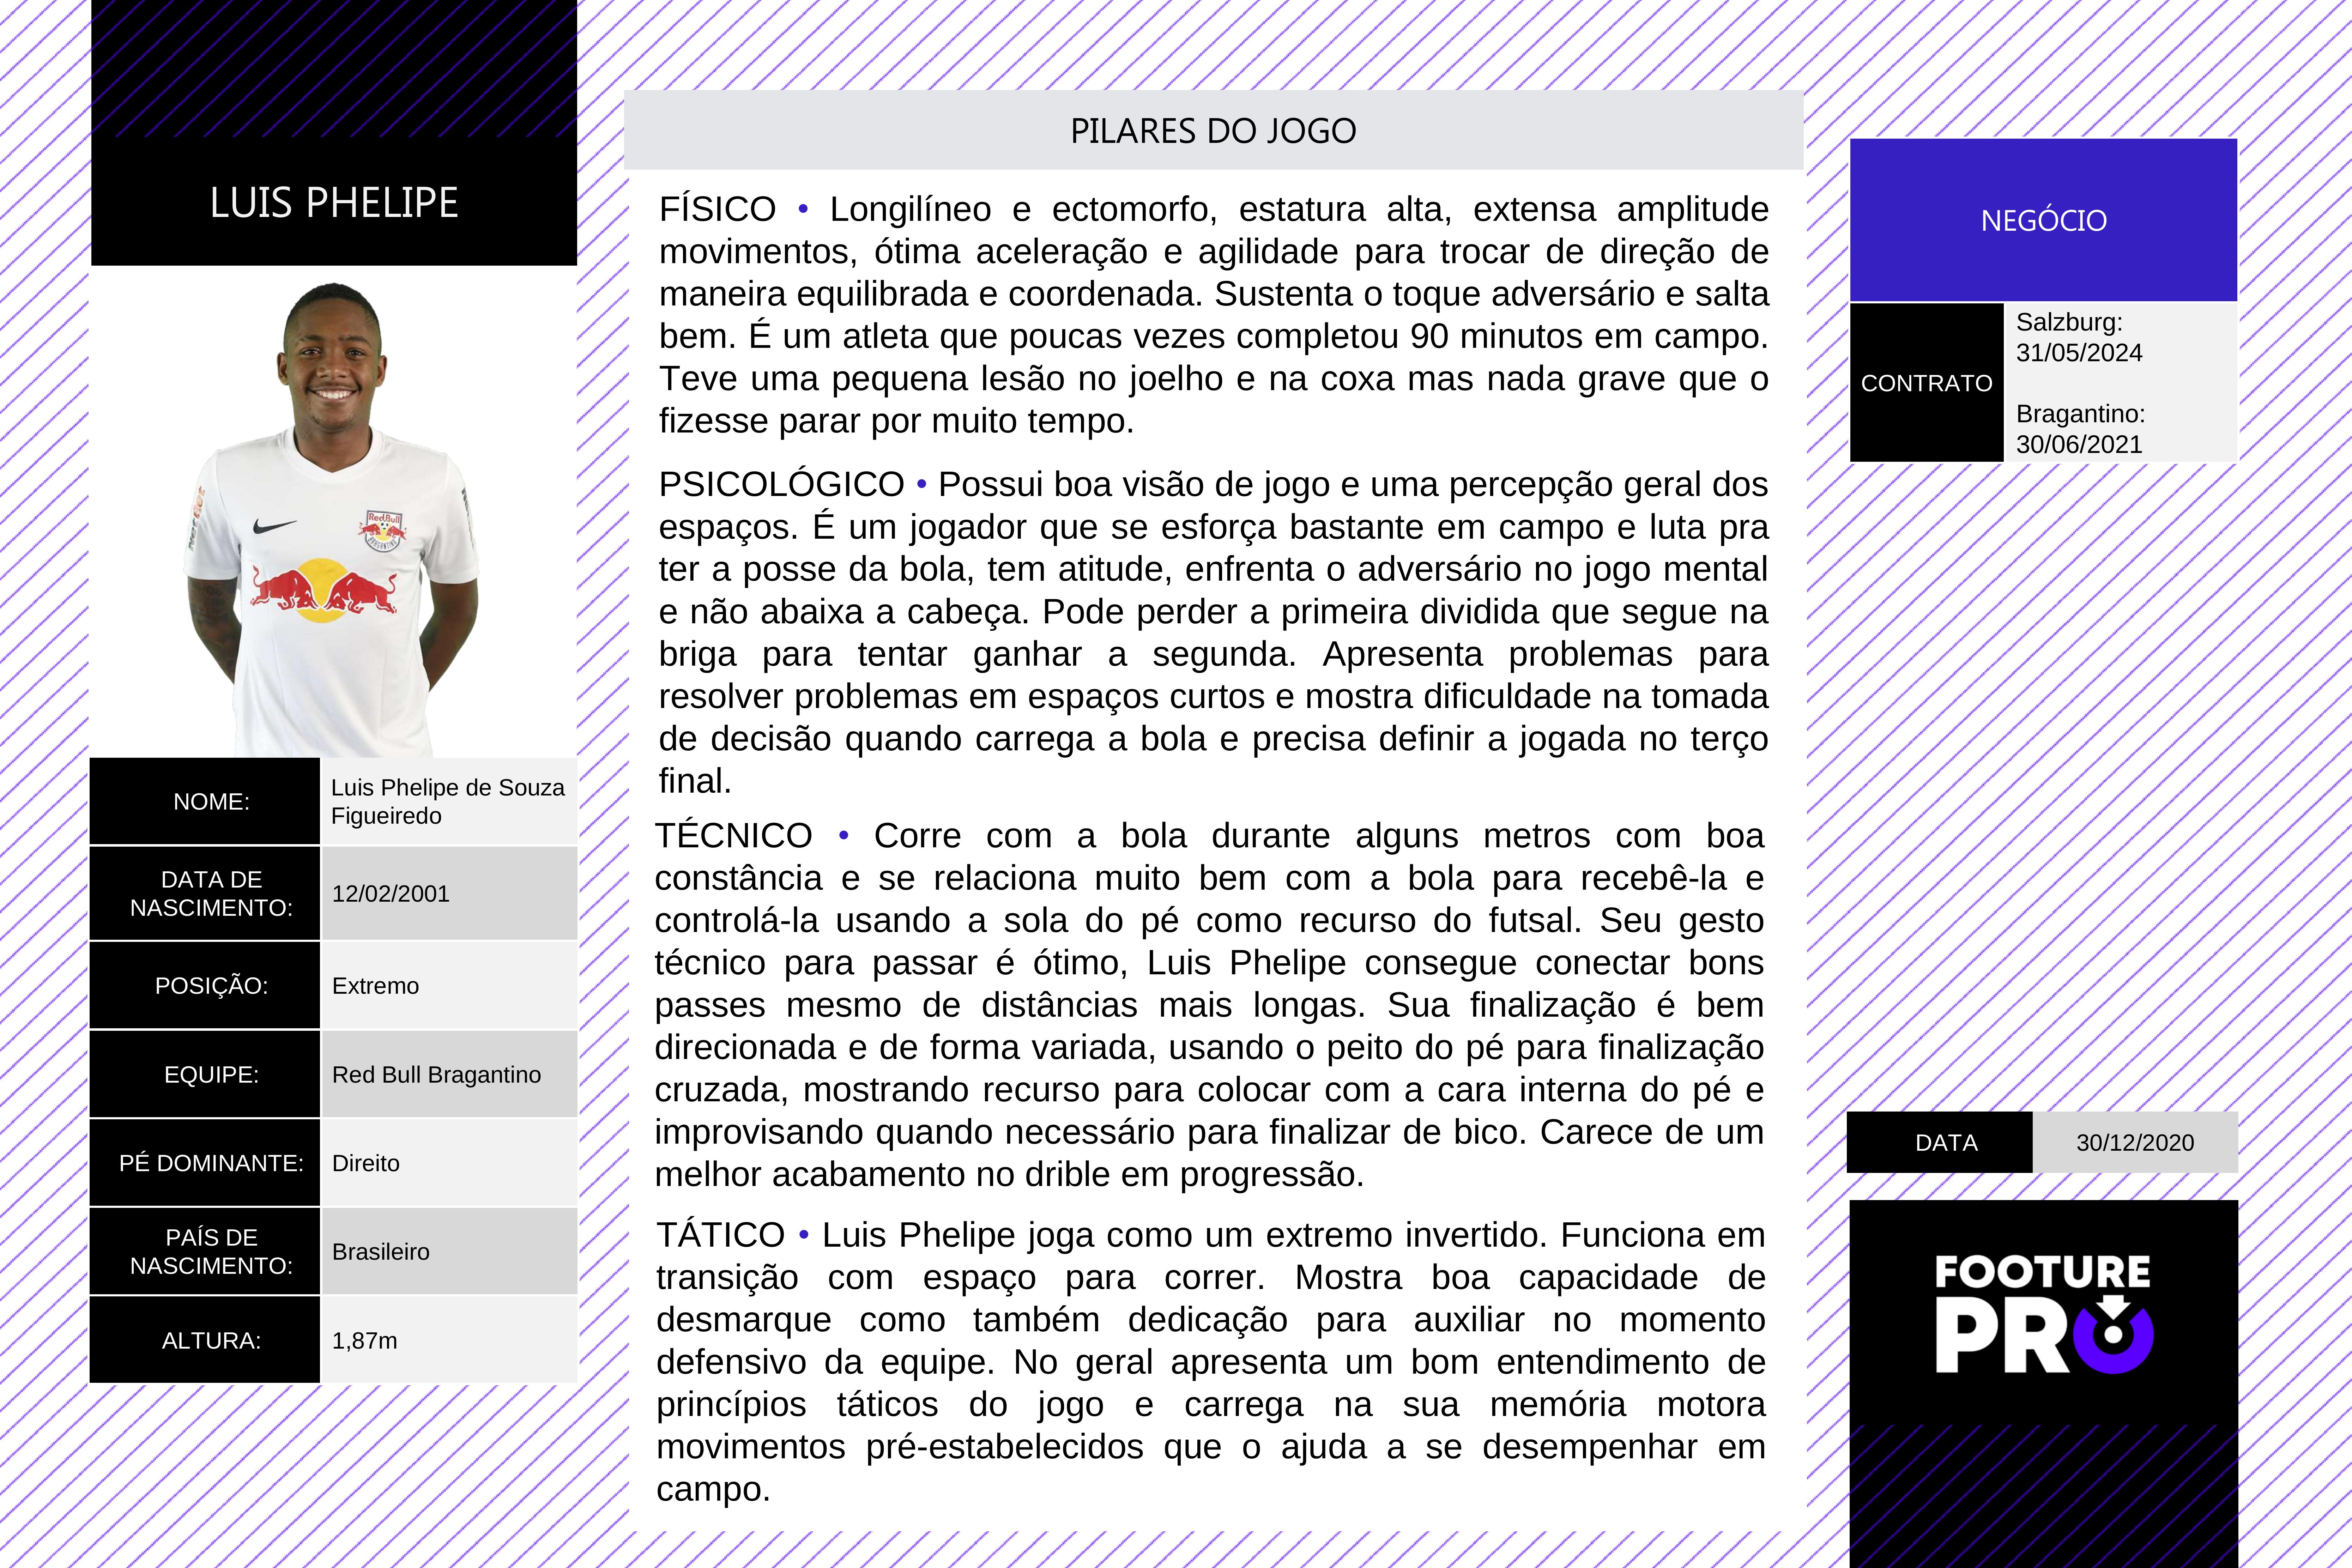 LUIS PHELIPE
Red Bull
BRAGANTINO
NOME:
Luis Phelipe de Souza
Figueiredo
DATA DE
NASCIMENTO:
12/02/2001
POSIÇÃO:
Extremo
EQUIPE:
Red Bull Bragantino
PÉ DOMINANTE:
Direito
PAÍS DE
NASCIMENTO:
Brasileiro
ALTURA:
1,87m
PILARES DO JOGO
FÍSICO • Longilíneo e ectomorfo, estatura alta, extensa amplitude
movimentos, ótima aceleração e agilidade para trocar de direção de
maneira equilibrada e coordenada. Sustenta o toque adversário e salta
bem. É um atleta que poucas vezes completou 90 minutos em campo.
Teve uma pequena lesão no joelho e na coxa mas nada grave que o
fizesse parar por muito tempo.
PSICOLÓGICO • Possui boa visão de jogo e uma percepção geral dos
espaços. É um jogador que se esforça bastante em campo e luta pra
ter a posse da bola, tem atitude, enfrenta o adversário no jogo mental
e não abaixa a cabeça. Pode perder a primeira dividida que segue na
briga para tentar ganhar a segunda. Apresenta problemas para
resolver problemas em espaços curtos e mostra dificuldade na tomada
de decisão quando carrega a bola e precisa definir a jogada no terço
final.
TÉCNICO • Corre com a bola durante alguns metros com boa
constância e se relaciona muito bem com a bola para recebê-la e
controlá-la usando a sola do pé como recurso do futsal. Seu gesto
técnico para passar é ótimo, Luis Phelipe consegue conectar bons
passes mesmo de distâncias mais longas. Sua finalização é bem
direcionada e de forma variada, usando o peito do pé para finalização
cruzada, mostrando recurso para colocar com a cara interna do pé e
improvisando quando necessário para finalizar de bico. Carece de um
melhor acabamento no drible em progressão.
TÁTICO • Luis Phelipe joga como um extremo invertido. Funciona em
transição com espaço para correr. Mostra boa capacidade de
desmarque como também dedicação para auxiliar no momento
defensivo da equipe. No geral apresenta um bom entendimento de
princípios táticos do jogo e carrega na sua memória motora
movimentos pré-estabelecidos que o ajuda a se desempenhar em
campo.
NEGÓCIO
CONTRATO
Salzburg:
31/05/2024
Bragantino:
30/06/2021
DATA
30/12/2020
FOOTURE
PRO